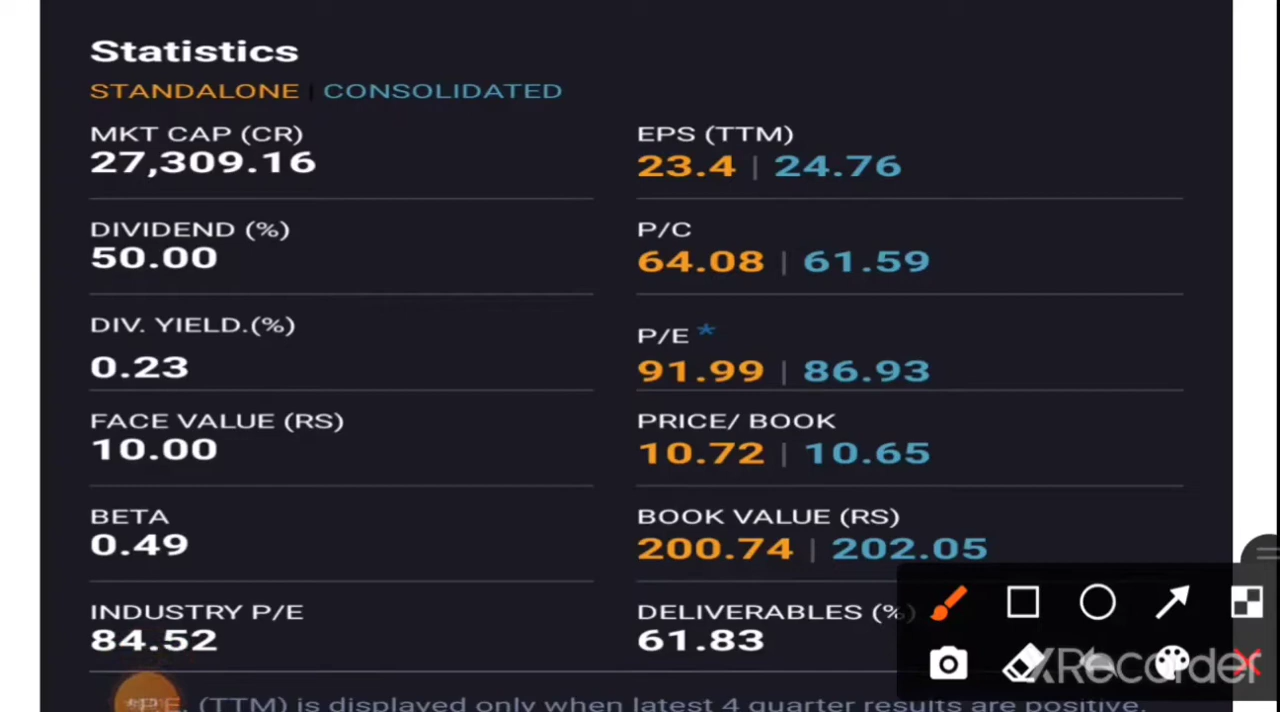 Statistics
STANDALONE | CONSOLIDATED
MKT CAP (CR)
27,309.16
EPS (TTM)
23.4 | 24.76
DIVIDEND (%)
50.00
P/C
64.08 | 61.59
DIV. YIELD.(%)
0.23
P/E *
91.99 | 86.93
FACE VALUE (RS)
10.00
PRICE/ BOOK
10.72 | 10.65
BETA
0.49
BOOK VALUE (RS)
200.74 | 202.05
INDUSTRY P/E
84.52
DELIVERABLES (%)
61.83
(TTM) is displayed only when latest 4 quarter results are positive.
XRecorder